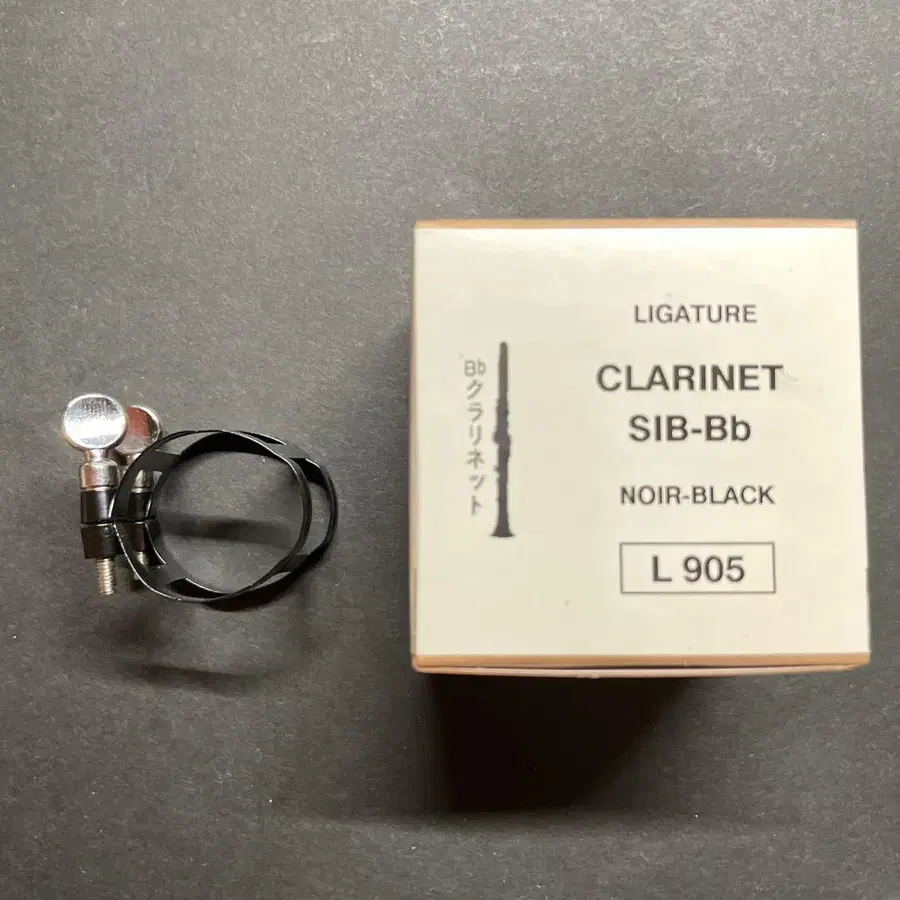 Bbクラリネット
LIGATURE
CLARINET
SIB-Bb
NOIR-BLACK
L 905